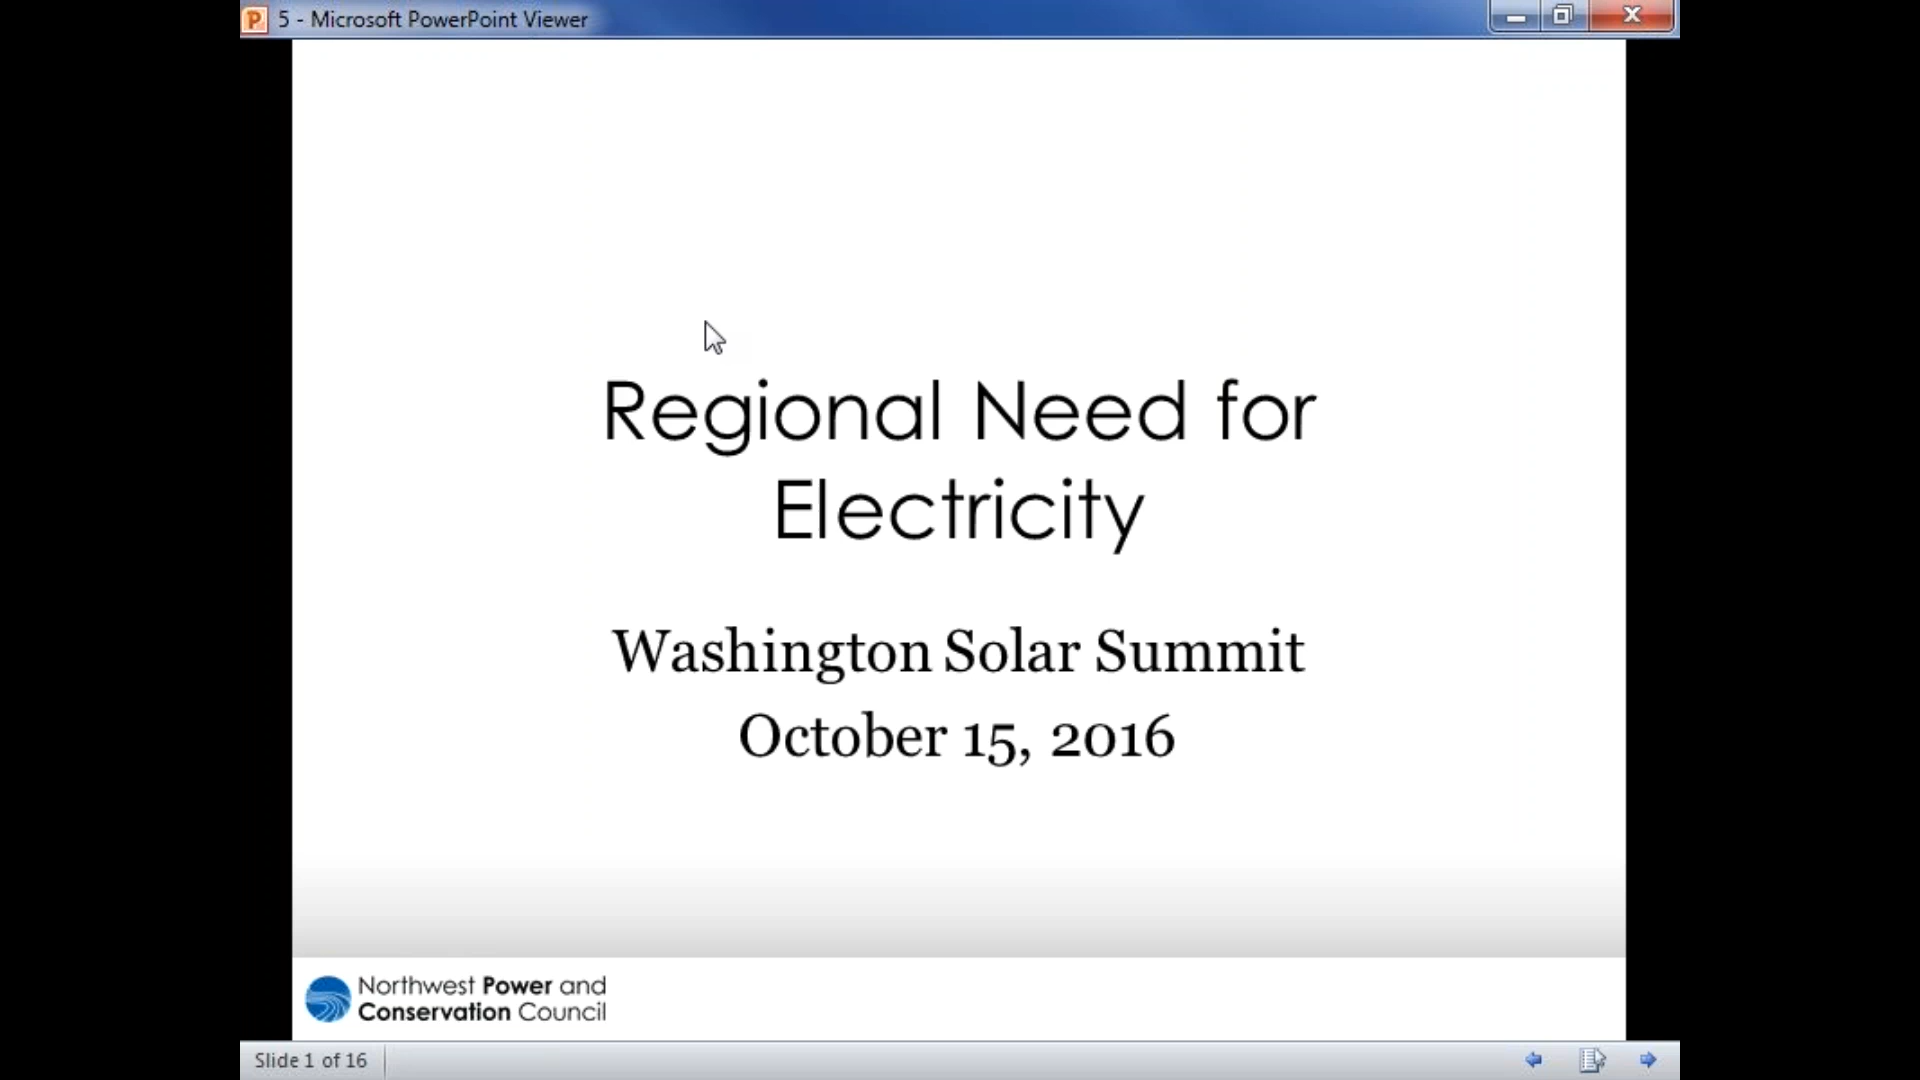 5 - Microsoft PowerPoint Viewer
Regional Need for
Electricity
Washington Solar Summit
October 15, 2016
Northwest Power and
Conservation Council
Slide 1 of 16